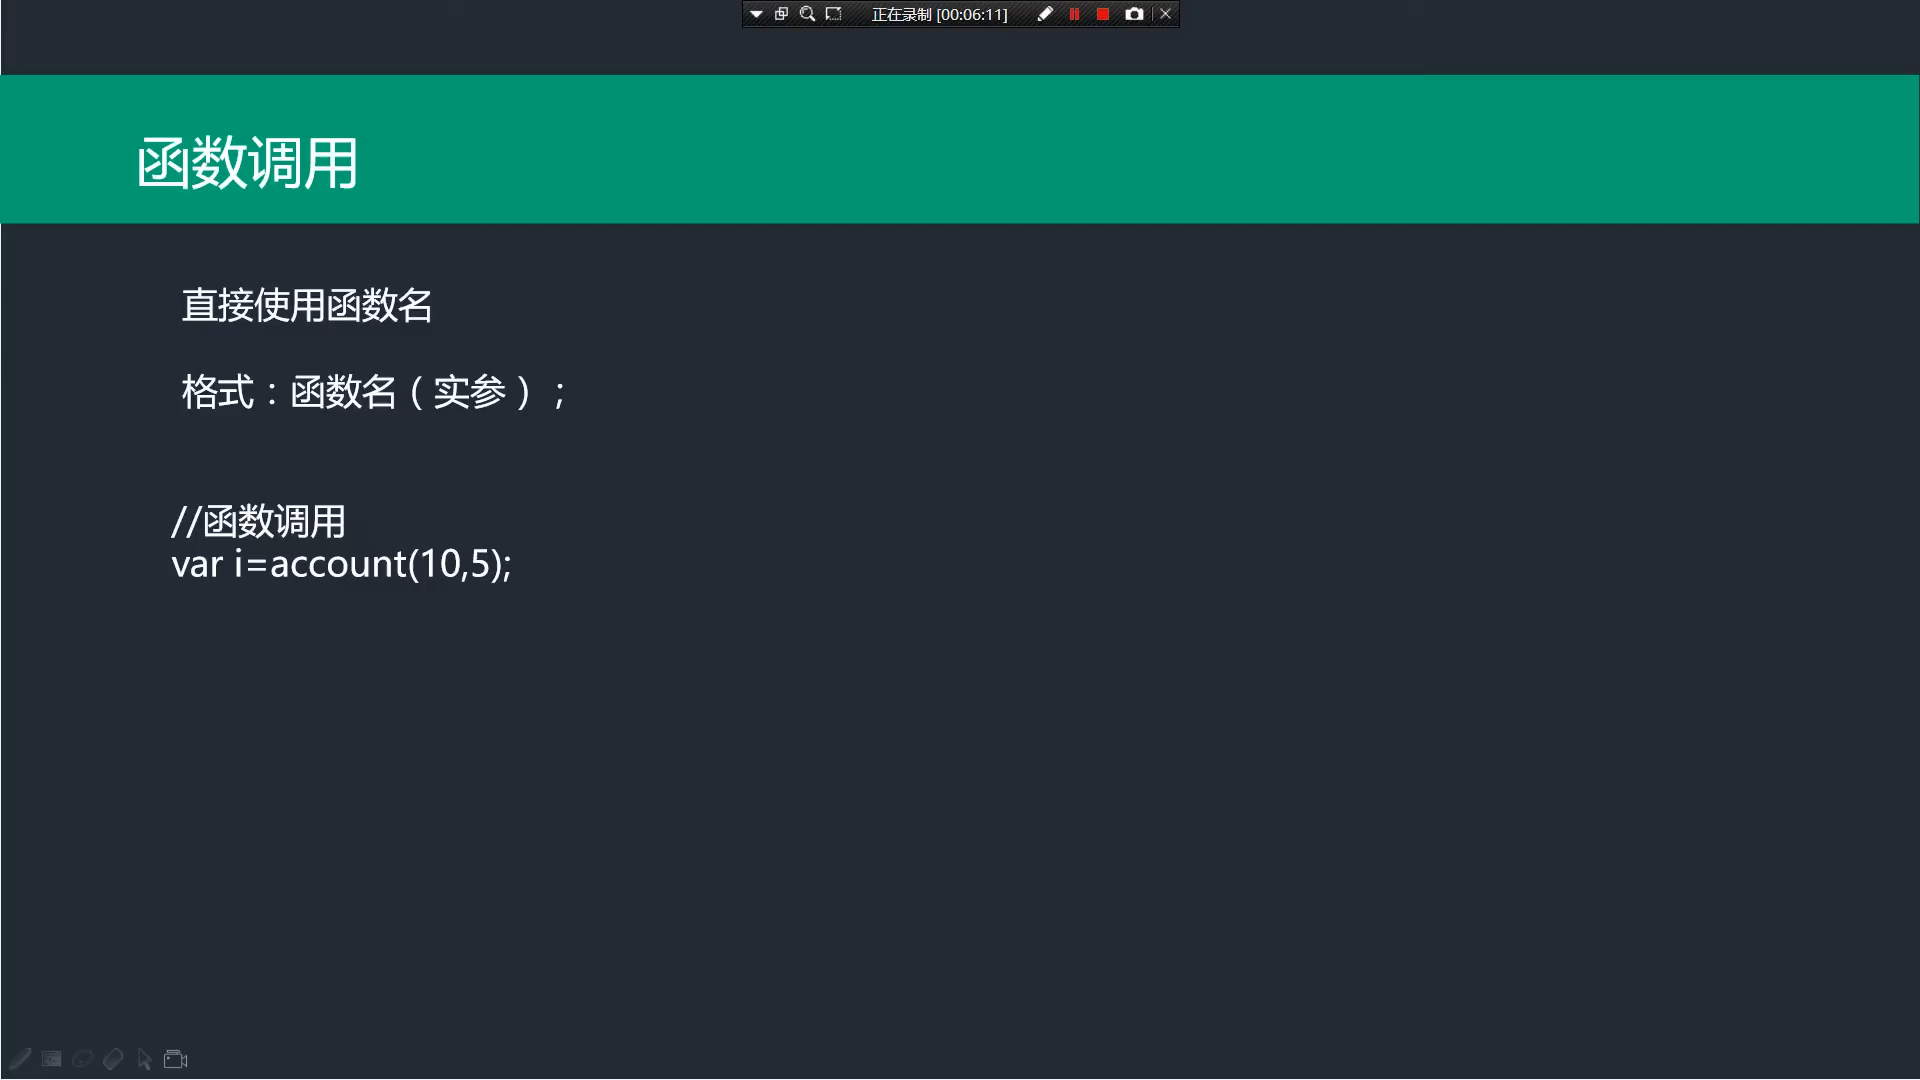 正在录制 [00:06:11]
函数调用
直接使用函数名
格式：函数名（实参）；
//函数调用
var i=account(10,5);